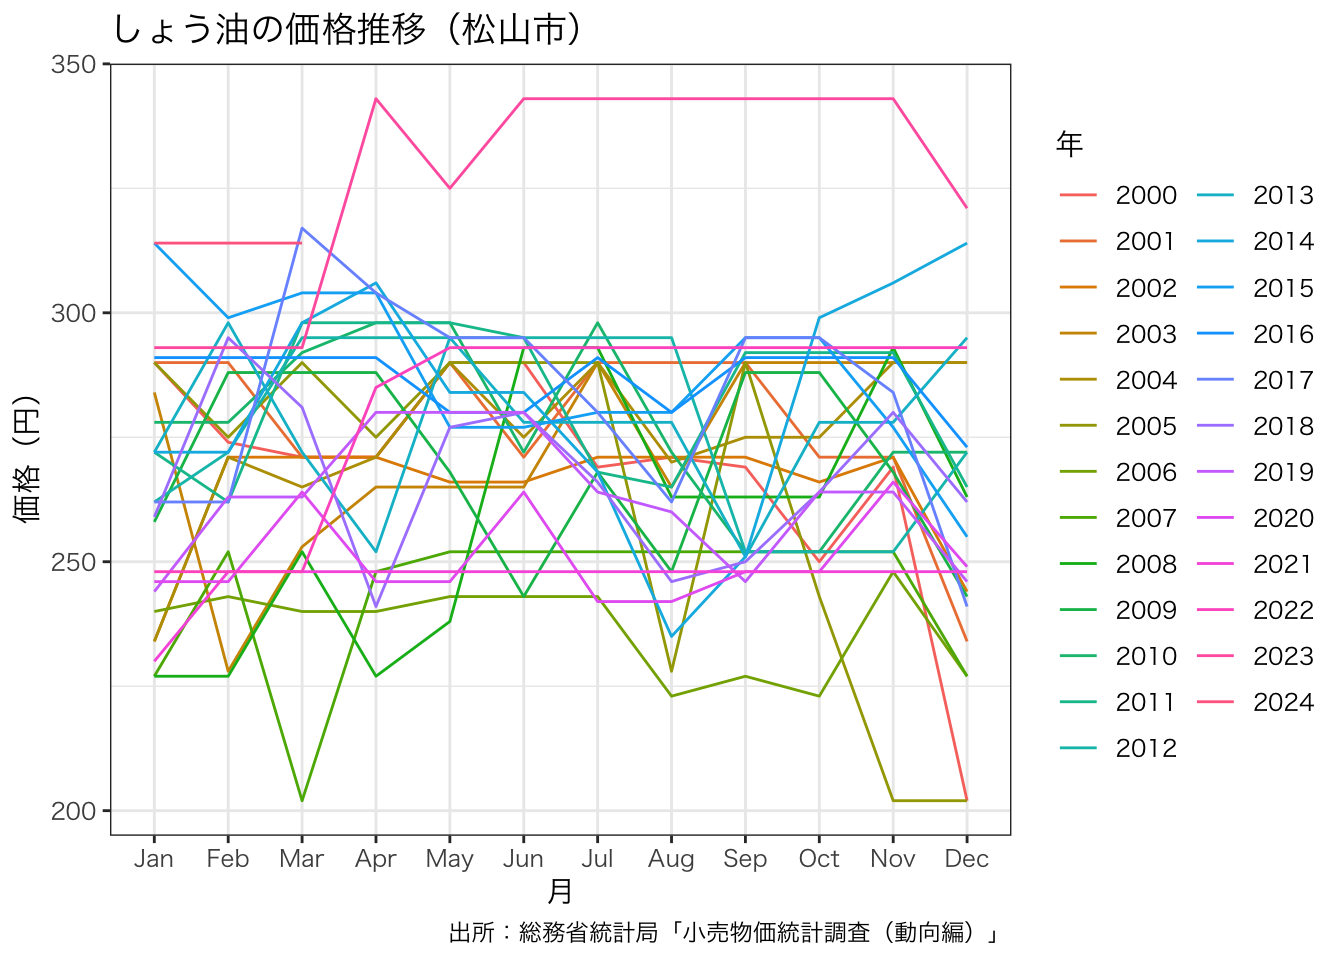 しょう油の価格推移（松山市）
350
300
250
200
価格（円）
Jan Feb Mar Apr May Jun Jul Aug Sep Oct Nov Dec
月
年
2000 2013
2001 2014
2002 2015
2003 2016
2004 2017
2005 2018
2006 2019
2007 2020
2008 2021
2009 2022
2010 2023
2011 2024
2012
出所：総務省統計局「小売物価統計調査（動向編）」